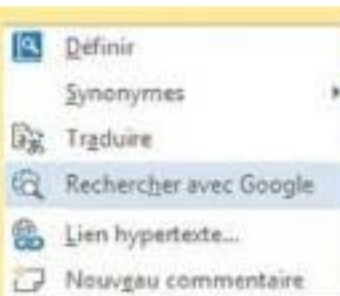 Définir
Synonymes
Traduire
Rechercher avec Google
Lien hypertexte...
Nouveau commentaire